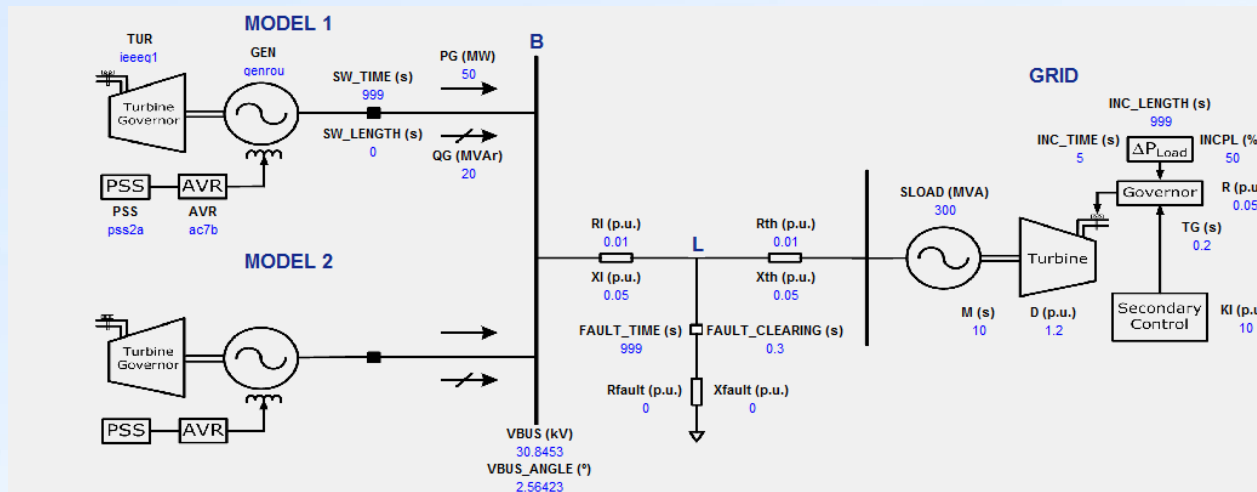 MODEL 1
TUR
ieeeg1
GEN
genrou
Turbine
Governor
SW_TIME (s)
999
SW_LENGTH (s)
0
PG (MW)
50
QG (MVAr)
20
PSS
AVR
PSS
pss2a
AVR
ac7b
B
MODEL 2
Turbine
Governor
PSS
AVR
VBUS (kV)
30.8453
VBUS_ANGLE (º)
2.56423
Rl (p.u.)
0.01
Xl (p.u.)
0.05
L
Rth (p.u.)
0.01
Xth (p.u.)
0.05
FAULT_TIME (s)
999
FAULT_CLEARING (s)
0.3
Rfault (p.u.)
0
Xfault (p.u.)
0
GRID
INC_LENGTH (s)
999
INC_TIME (s)
5
ΔPLoad
INCPL (%
50
SLOAD (MVA)
300
Governor
R (p.u
0.05
TG (s)
0.2
Turbine
M (s)
10
D (p.u.)
1.2
Secondary
Control
KI (p.u
10